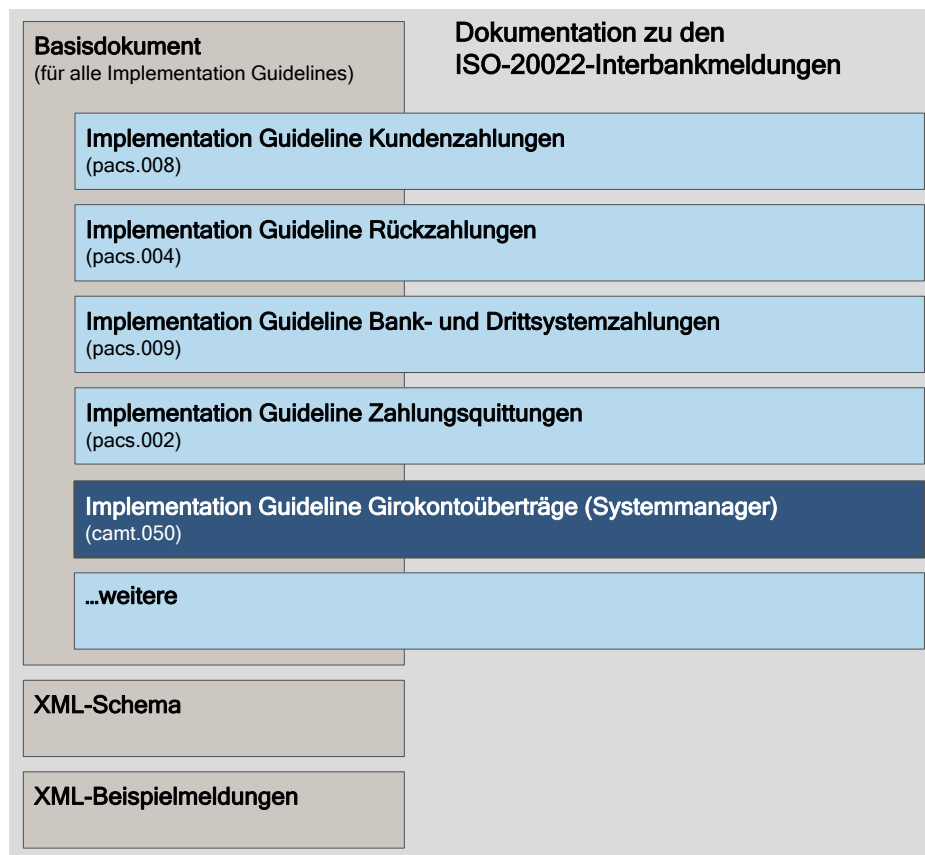 Basisdokument
(für alle Implementation Guidelines)
Dokumentation zu den
ISO-20022-Interbankmeldungen
Implementation Guideline Kundenzahlungen
(pacs.008)
Implementation Guideline Rückzahlungen
(pacs.004)
Implementation Guideline Bank- und Drittsystemzahlungen
(pacs.009)
Implementation Guideline Zahlungsquittungen
(pacs.002)
Implementation Guideline Girokontoüberträge (Systemmanager)
(camt.050)
...weitere
XML-Schema
XML-Beispielmeldungen